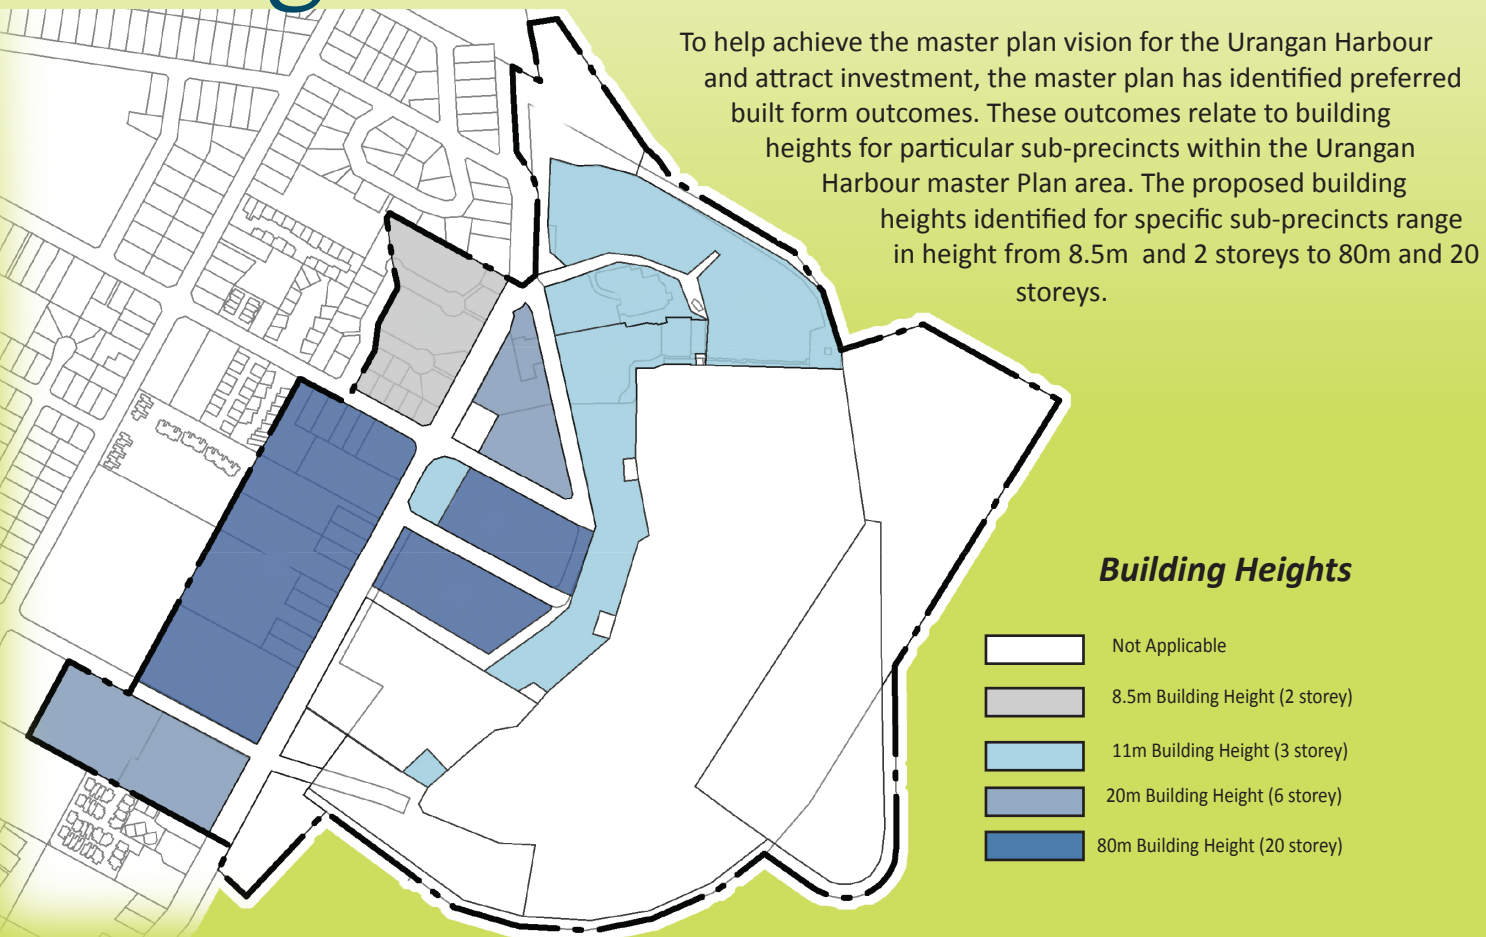 To help achieve the master plan vision for the Urangan Harbour
and attract investment, the master plan has identified preferred
built form outcomes. These outcomes relate to building
heights for particular sub-precincts within the Urangan
Harbour master Plan area. The proposed building
heights identified for specific sub-precincts range
in height from 8.5m and 2 storeys to 80m and 20
storeys.
Building Heights
Not Applicable
8.5m Building Height (2 storey)
11m Building Height (3 storey)
20m Building Height (6 storey)
80m Building Height (20 storey)